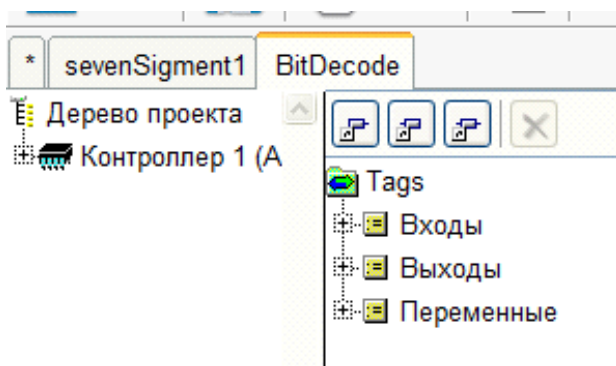 * sevenSigment1 BitDecode
Дерево проекта
Контроллер 1 (А
Tags
Входы
Выходы
Переменные